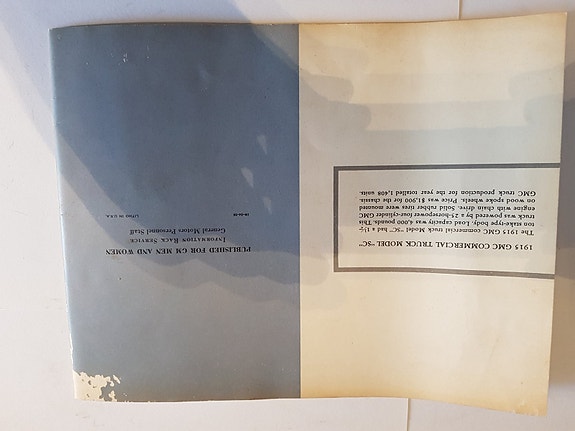 1915 GMC COMMERCIAL TRUCK MODEL "SC"
The 1915 GMC commercial truck Model "SC" had a 1½-
ton stake-type body. Load capacity was 4,000 pounds. This
truck was powered by a 25-horsepower four-cylinder GMC
engine with chain drive. Solid rubber tires were mounted
on wood spoke wheels. Price was $1,900 for the chassis.
GMC truck production for the year totalled 1,408 units.
PUBLISHED FOR GM MEN AND WOMEN
INFORMATION RACK SERVICE
General Motors Personnel Staff
LITHO IN U.S.A.